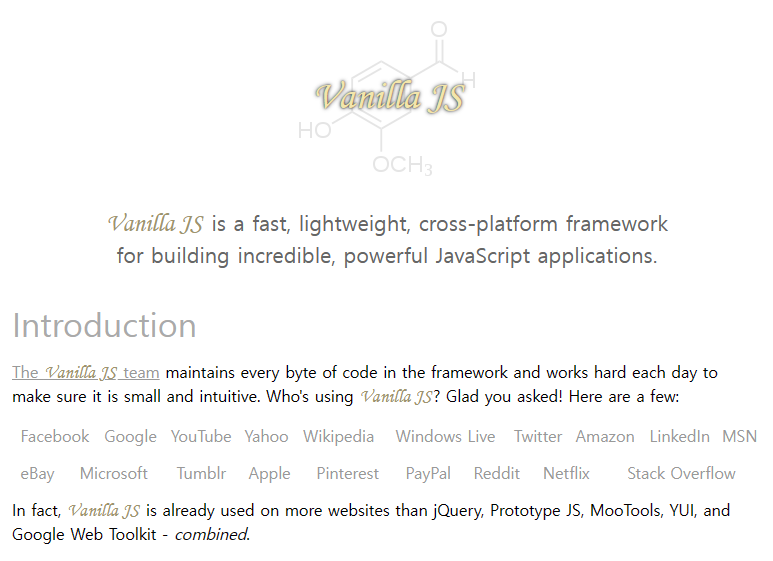 O
H
Vanilla JS
HO
OCH₃
Vanilla JS is a fast, lightweight, cross-platform framework
for building incredible, powerful JavaScript applications.
Introduction
The Vanilla JS team maintains every byte of code in the framework and works hard each day to
make sure it is small and intuitive. Who's using Vanilla JS? Glad you asked! Here are a few:
Facebook Google YouTube Yahoo Wikipedia Windows Live Twitter Amazon LinkedIn MSN
eBay Microsoft Tumblr Apple Pinterest PayPal Reddit Netflix Stack Overflow
In fact, Vanilla JS is already used on more websites than jQuery, Prototype JS, MooTools, YUI, and
Google Web Toolkit - combined.